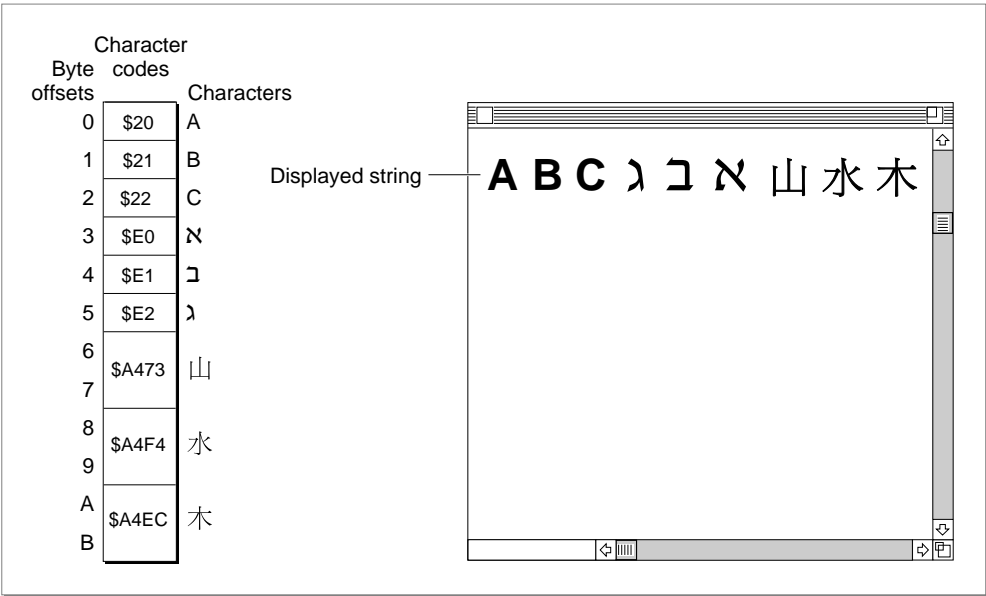 Character
Byte codes
offsets Characters
0 $20 A
1 $21 B
2 $22 C
3 $E0 א
4 $E1 ב
5 $E2 ג
6
$A473 山
7
8
$A4F4 水
9
A
$A4EC 木
B
Displayed string
A B C ‭ג ב א‬ 山 水 木